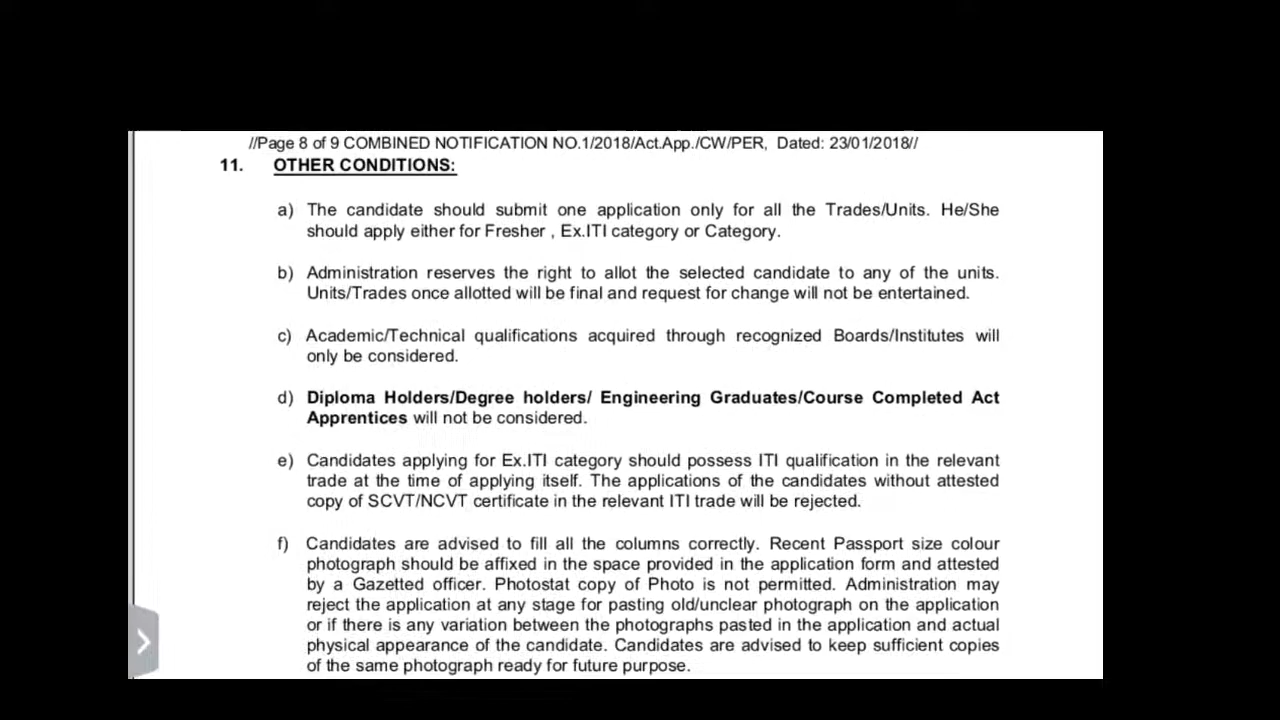 //Page 8 of 9 COMBINED NOTIFICATION NO.1/2018/Act.App./CW/PER, Dated: 23/01/2018//
11. OTHER CONDITIONS:
a) The candidate should submit one application only for all the Trades/Units. He/She
should apply either for Fresher , Ex.ITI category or Category.
b) Administration reserves the right to allot the selected candidate to any of the units.
Units/Trades once allotted will be final and request for change will not be entertained.
c) Academic/Technical qualifications acquired through recognized Boards/Institutes will
only be considered.
d) Diploma Holders/Degree holders/ Engineering Graduates/Course Completed Act
Apprentices will not be considered.
e) Candidates applying for Ex.ITI category should possess ITI qualification in the relevant
trade at the time of applying itself. The applications of the candidates without attested
copy of SCVT/NCVT certificate in the relevant ITI trade will be rejected.
f) Candidates are advised to fill all the columns correctly. Recent Passport size colour
photograph should be affixed in the space provided in the application form and attested
by a Gazetted officer. Photostat copy of Photo is not permitted. Administration may
reject the application at any stage for pasting old/unclear photograph on the application
or if there is any variation between the photographs pasted in the application and actual
physical appearance of the candidate. Candidates are advised to keep sufficient copies
of the same photograph ready for future purpose.